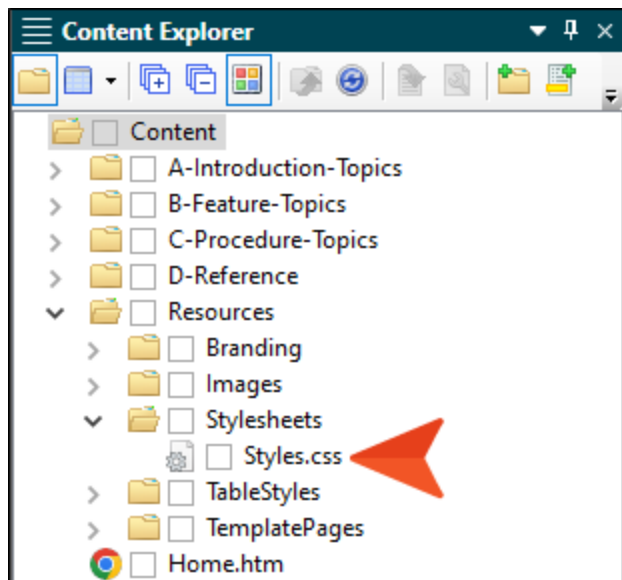 Content Explorer
Content
A-Introduction-Topics
B-Feature-Topics
C-Procedure-Topics
D-Reference
Resources
Branding
Images
Stylesheets
Styles.css
TableStyles
TemplatePages
Home.htm